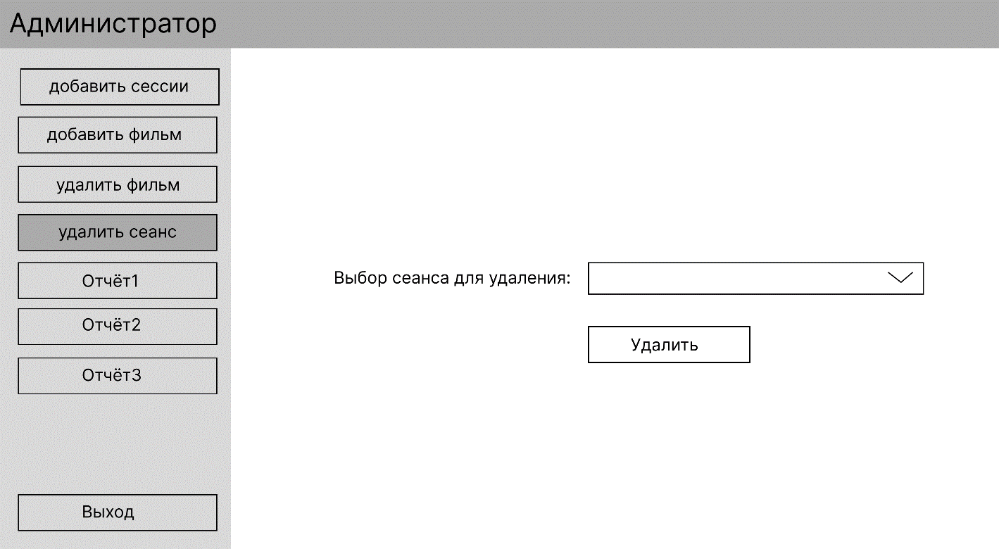 Администратор
добавить сессии
добавить фильм
удалить фильм
удалить сеанс
Отчёт1
Отчёт2
Отчёт3
Выход
Выбор сеанса для удаления:
Удалить